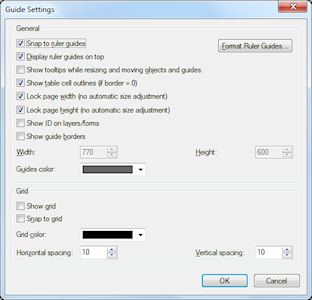 Guide Settings
General
Snap to ruler guides
Format Ruler Guides...
Display ruler guides on top
Show tooltips while resizing and moving objects and guides.
Show table cell outlines (if border = 0)
Lock page width (no automatic size adjustment)
Lock page height (no automatic size adjustment)
Show ID on layers/forms
Show guide borders
Width: 770 Height: 600
Guides color:
Grid
Show grid
Snap to grid
Grid color:
Horizontal spacing: 10 Vertical spacing: 10
OK Cancel